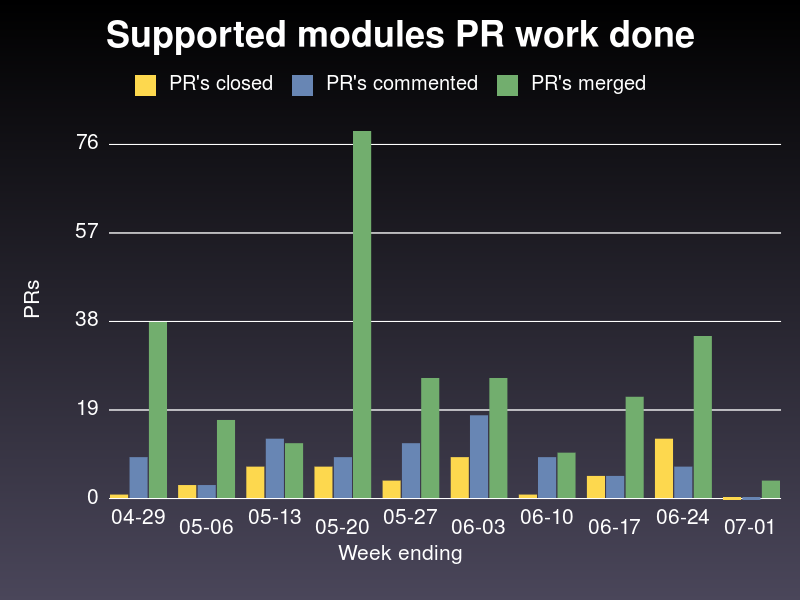 Supported modules PR work done
PR's closed PR's commented PR's merged
76
57
38
19
0
PRs
04-29 05-06 05-13 05-20 05-27 06-03 06-10 06-17 06-24 07-01
Week ending